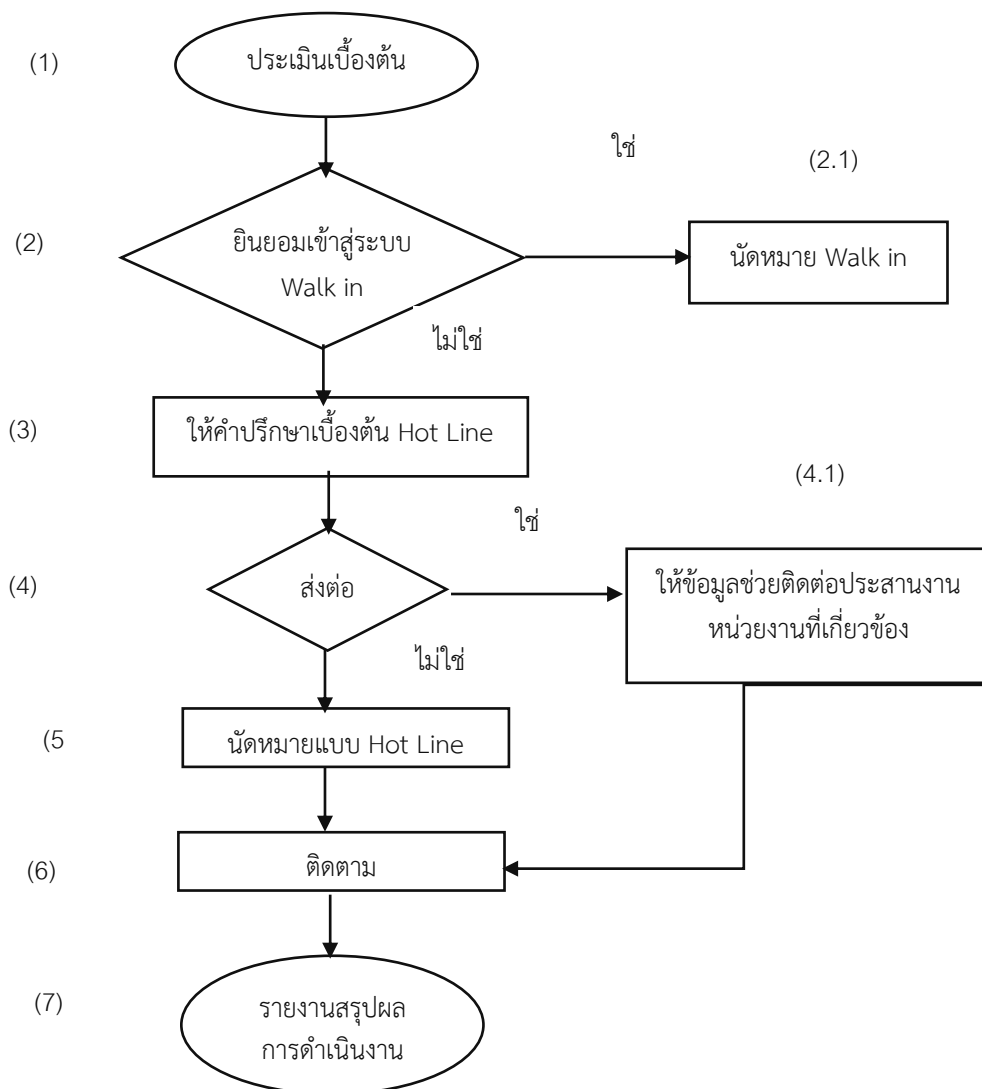 (1)
ประเมินเบื้องต้น
ใช่
(2.1)
(2)
ยินยอมเข้าสู่ระบบ
Walk in
นัดหมาย Walk in
ไม่ใช่
(3)
ให้คำปรึกษาเบื้องต้น Hot Line
(4.1)
ใช่
(4)
ส่งต่อ
ให้ข้อมูลช่วยติดต่อประสานงาน
หน่วยงานที่เกี่ยวข้อง
ไม่ใช่
(5
นัดหมายแบบ Hot Line
(6)
ติดตาม
(7)
รายงานสรุปผล
การดำเนินงาน